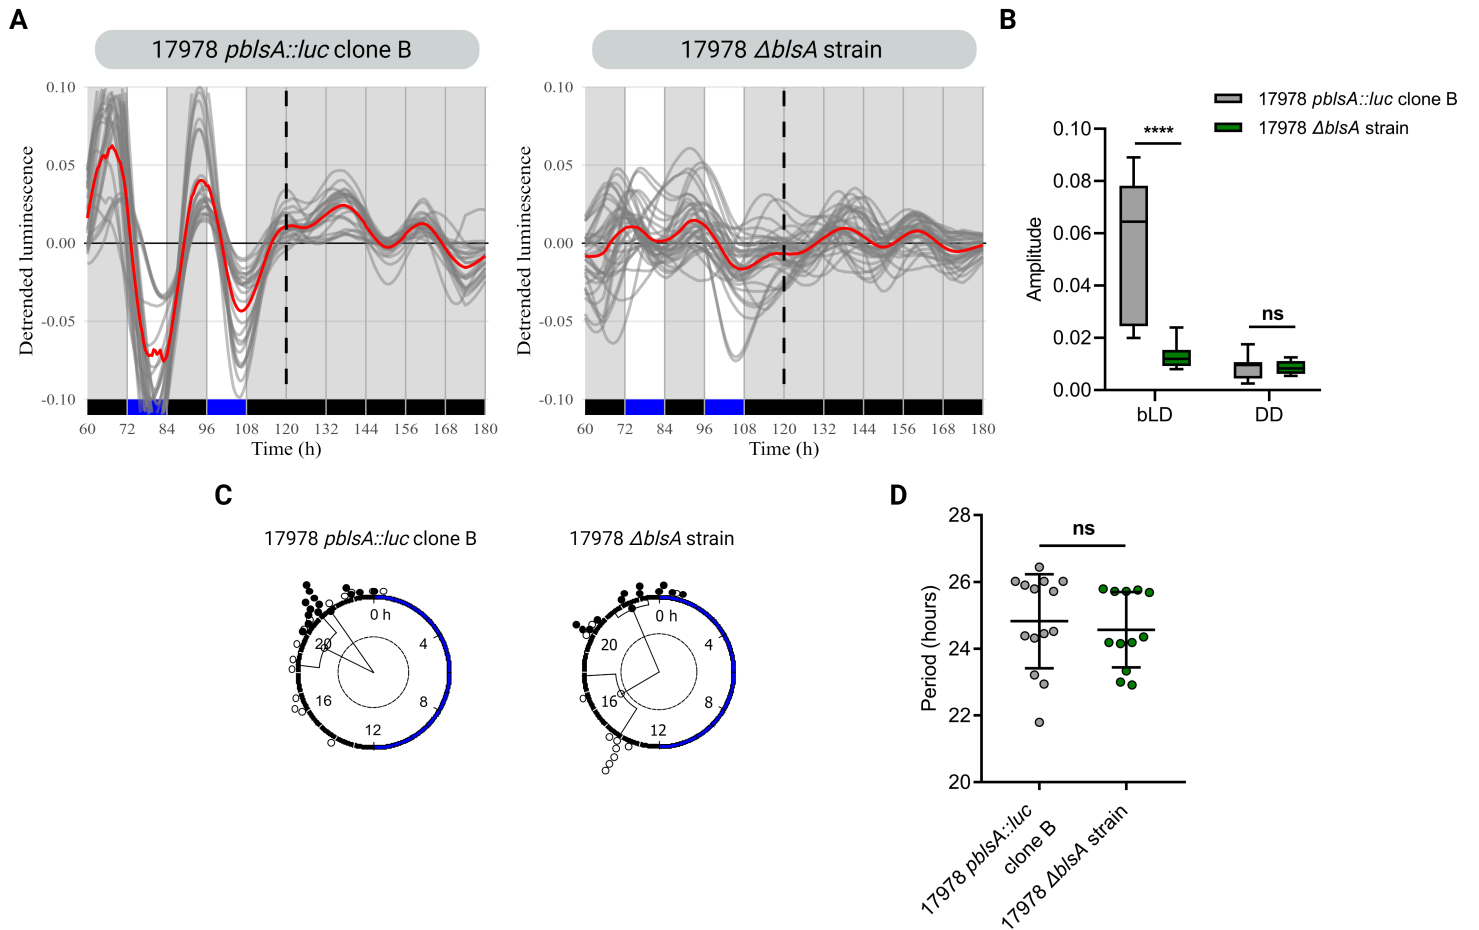 A
17978 pblsA::luc clone B
17978 ΔblsA strain
Detrended luminescence
0.10
0.05
0.00
-0.05
-0.10
60 72 84 96 108 120 132 144 156 168 180
Time (h)
Detrended luminescence
0.10
0.05
0.00
-0.05
-0.10
60 72 84 96 108 120 132 144 156 168 180
Time (h)
B
17978 pblsA::luc clone B
17978 ΔblsA strain
Amplitude
0.10
0.08
0.06
0.04
0.02
0.00
****
ns
bLD DD
C
17978 pblsA::luc clone B
0 h
4
8
12
16
20
17978 ΔblsA strain
0 h
4
8
12
16
20
D
Period (hours)
28
26
24
22
20
ns
17978 pblsA::luc
clone B
17978 ΔblsA strain